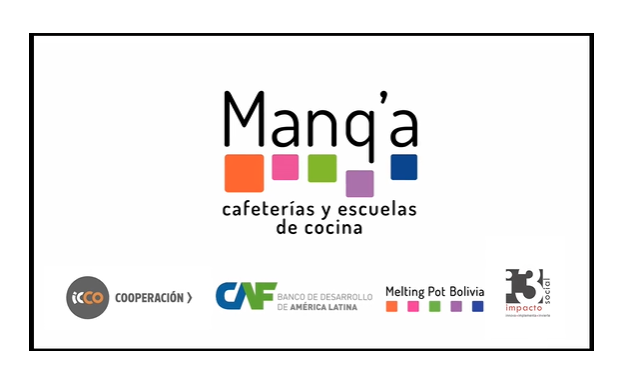 Manq'a
cafeterías y escuelas
de cocina
icco COOPERACIÓN
CAF BANCO DE DESARROLLO
DE AMÉRICA LATINA
Melting Pot Bolivia
13
impacto
social